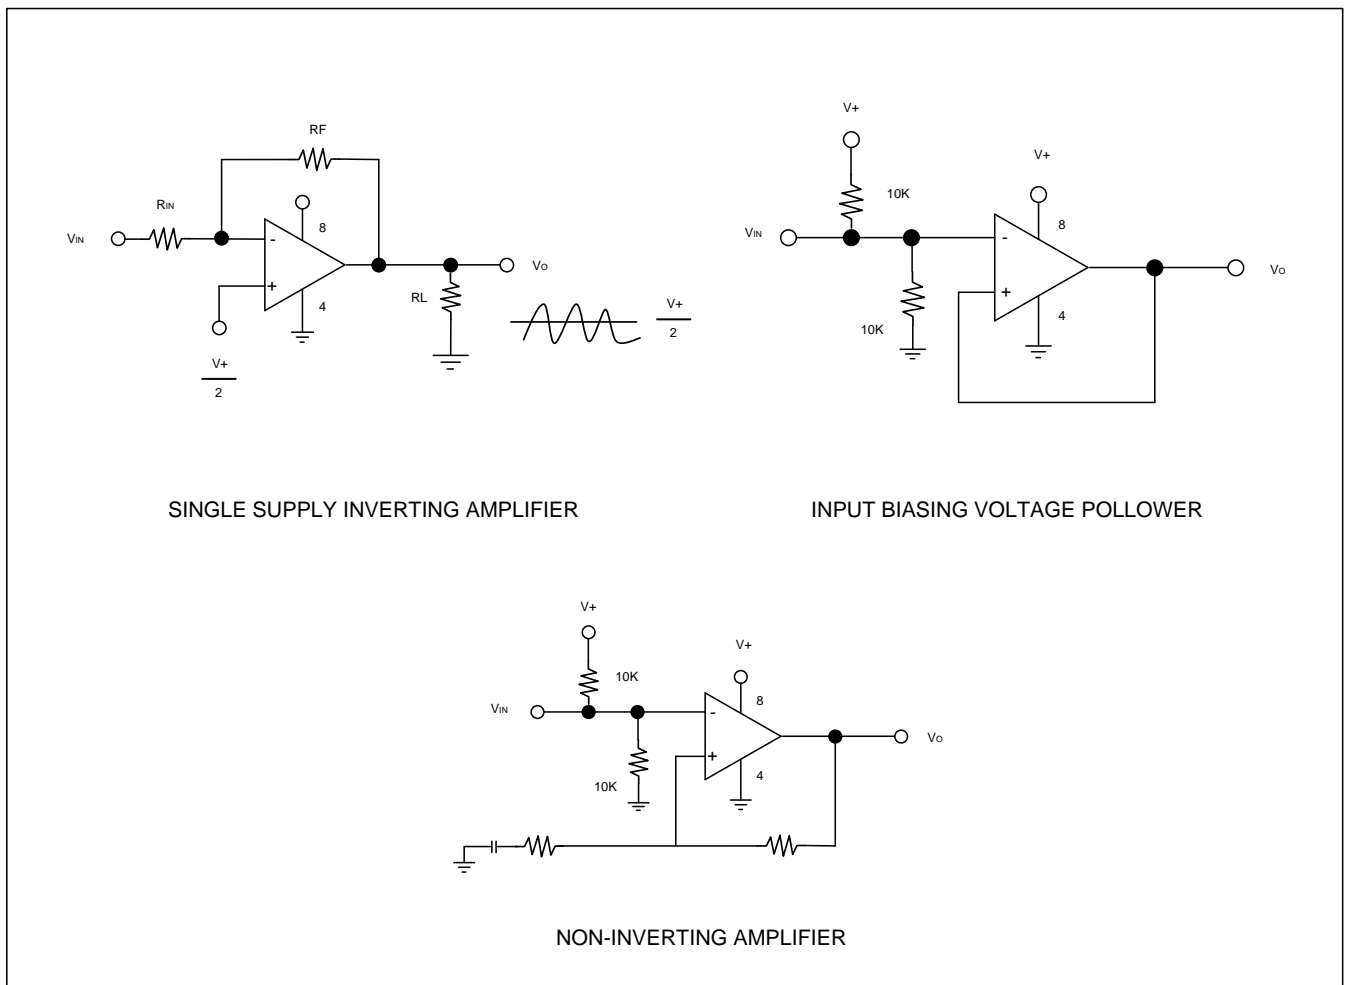 RF
RIN
VIN
-
+
8
4
VO
RL
V+
2
V+
2
SINGLE SUPPLY INVERTING AMPLIFIER
V+
10K
V+
VIN
-
+
8
4
10K
VO
INPUT BIASING VOLTAGE POLLOWER
V+
10K
V+
VIN
-
+
8
4
10K
VO
NON-INVERTING AMPLIFIER